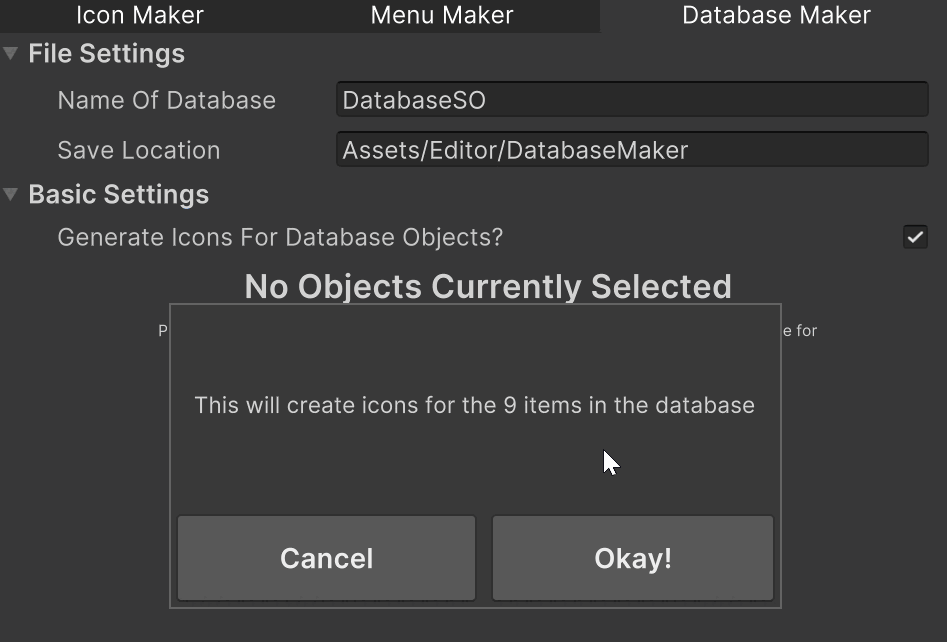 Icon Maker
Menu Maker
Database Maker
File Settings
Name Of Database
DatabaseSO
Save Location
Assets/Editor/DatabaseMaker
Basic Settings
Generate Icons For Database Objects?
No Objects Currently Selected
for
This will create icons for the 9 items in the database
Cancel
Okay!